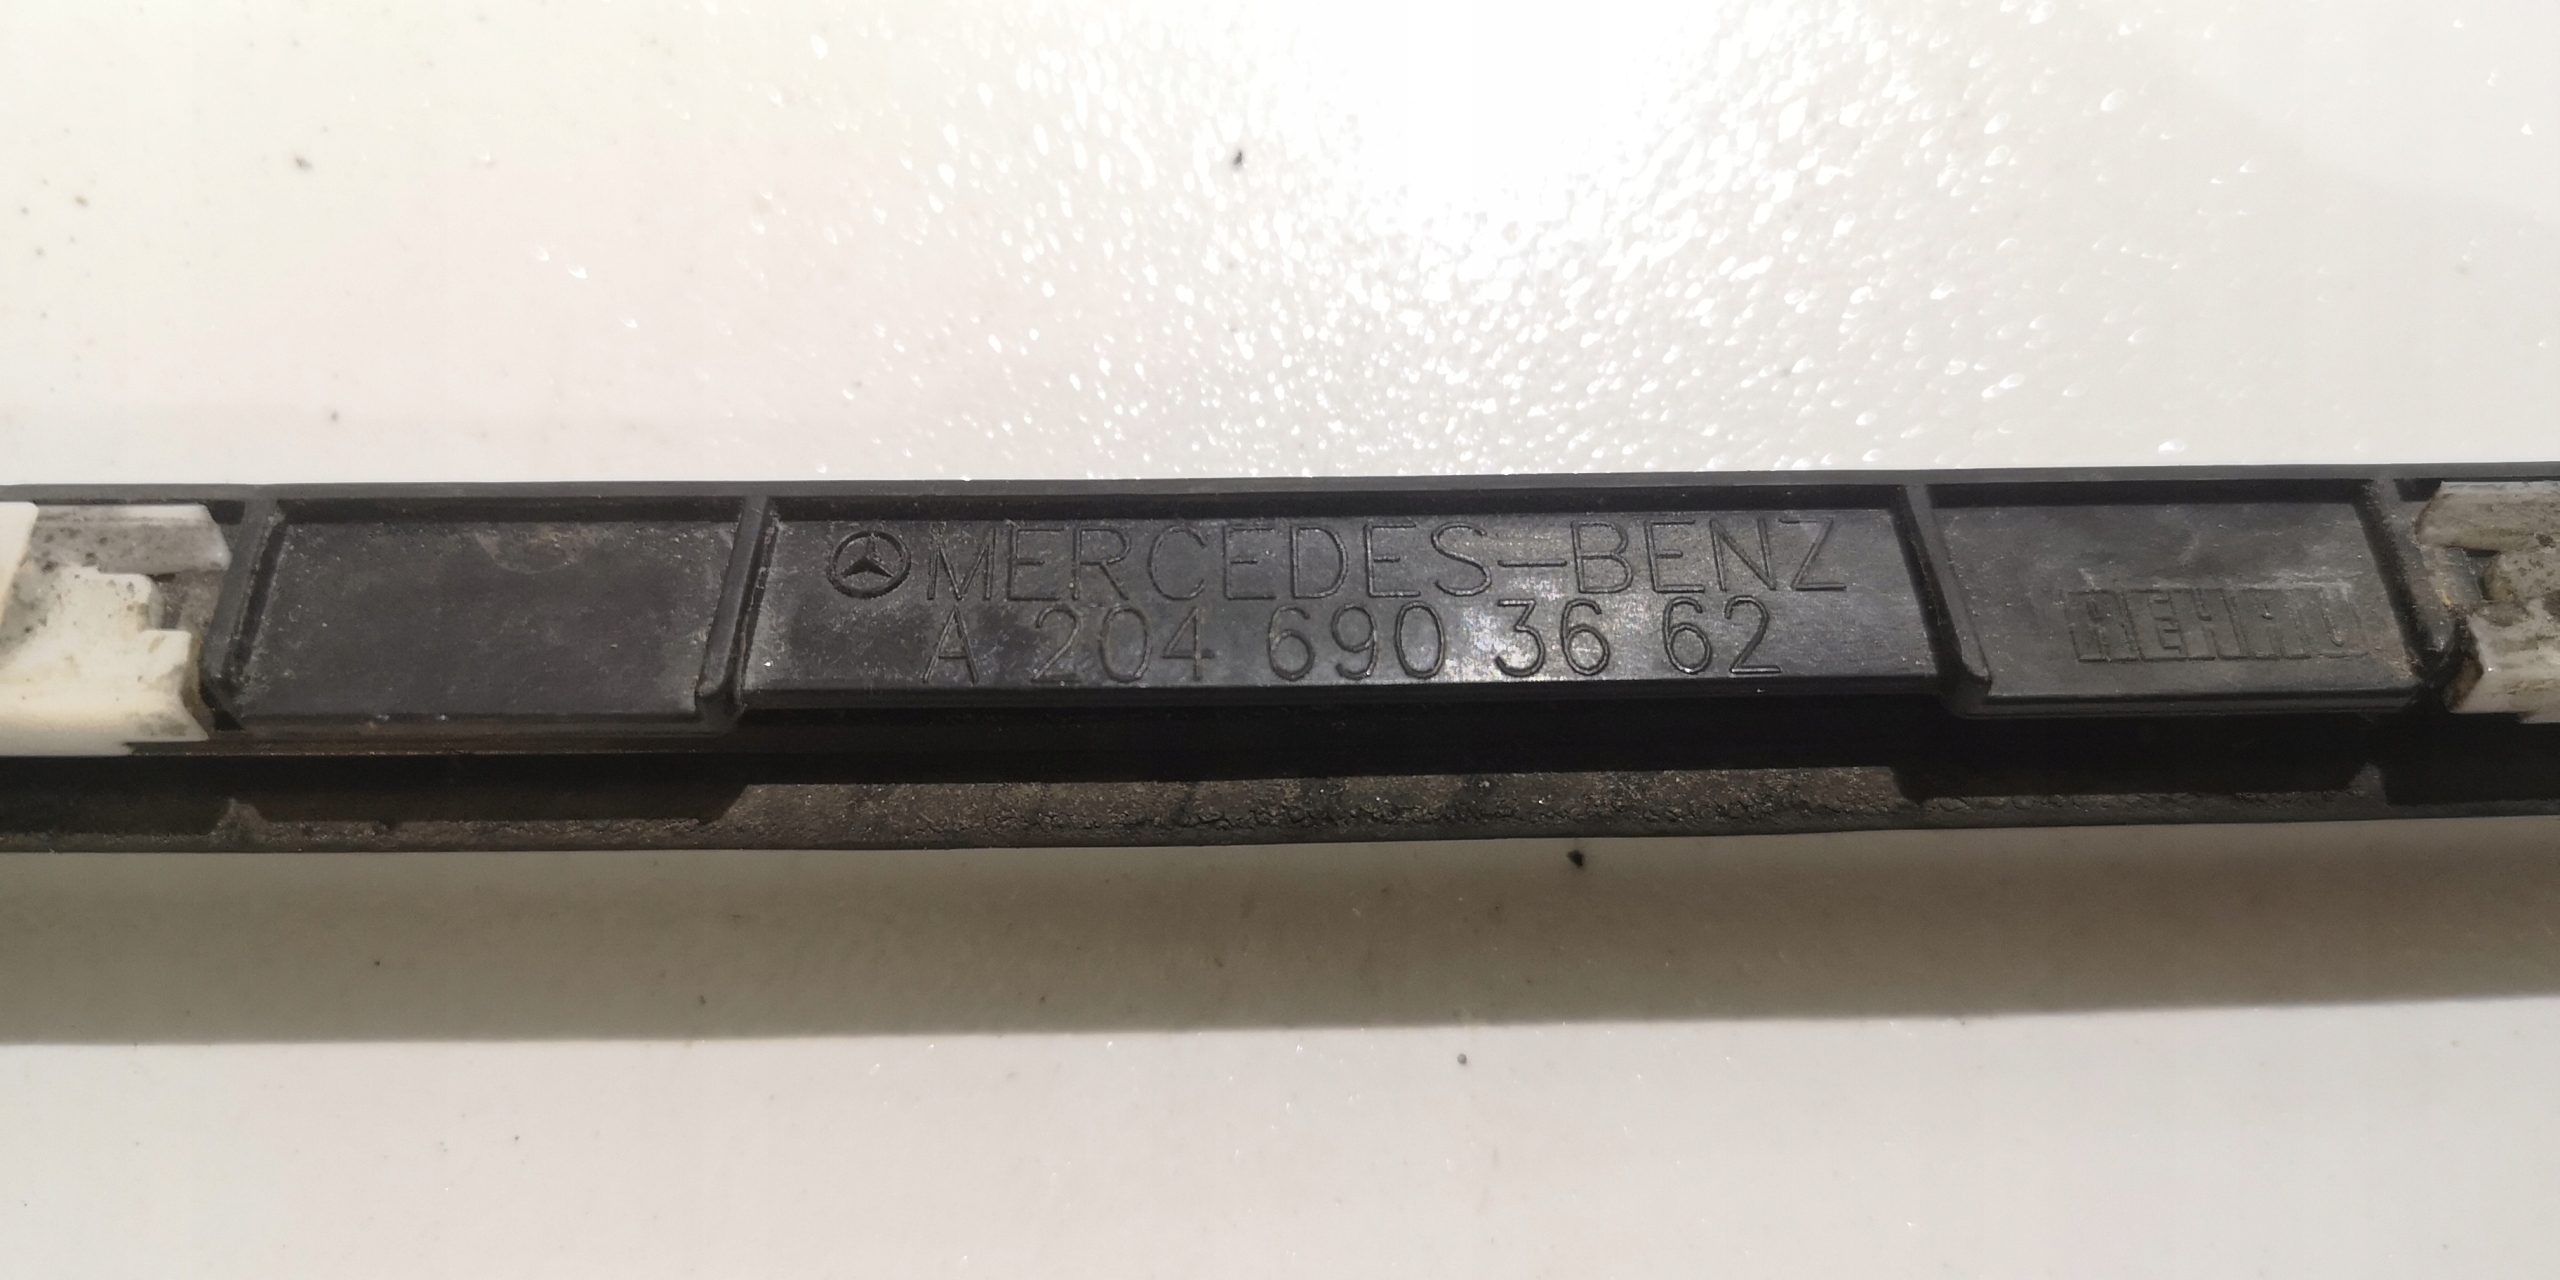 MERCEDES-BENZ
A 204 690 36 62
REHAU